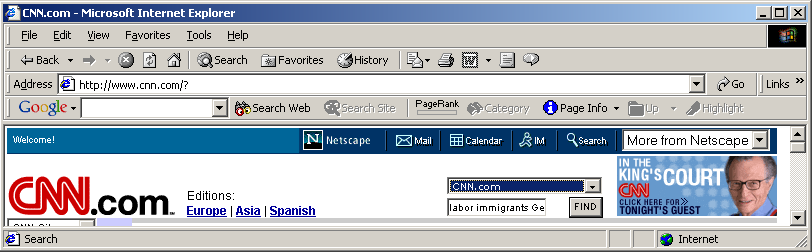 CNN.com - Microsoft Internet Explorer
File Edit View Favorites Tools Help
Back Search Favorites History
Address http://www.cnn.com/? Go Links »
Google Search Web Search Site PageRank Category Page Info Up Highlight
Welcome! N Netscape Mail Calendar IM Search More from Netscape
CNN.com
Editions:
Europe | Asia | Spanish
CNN.com
labor immigrants Ge FIND
IN THE
KING'S COURT
CNN
CLICK HERE FOR
TONIGHT'S GUEST
Search Internet